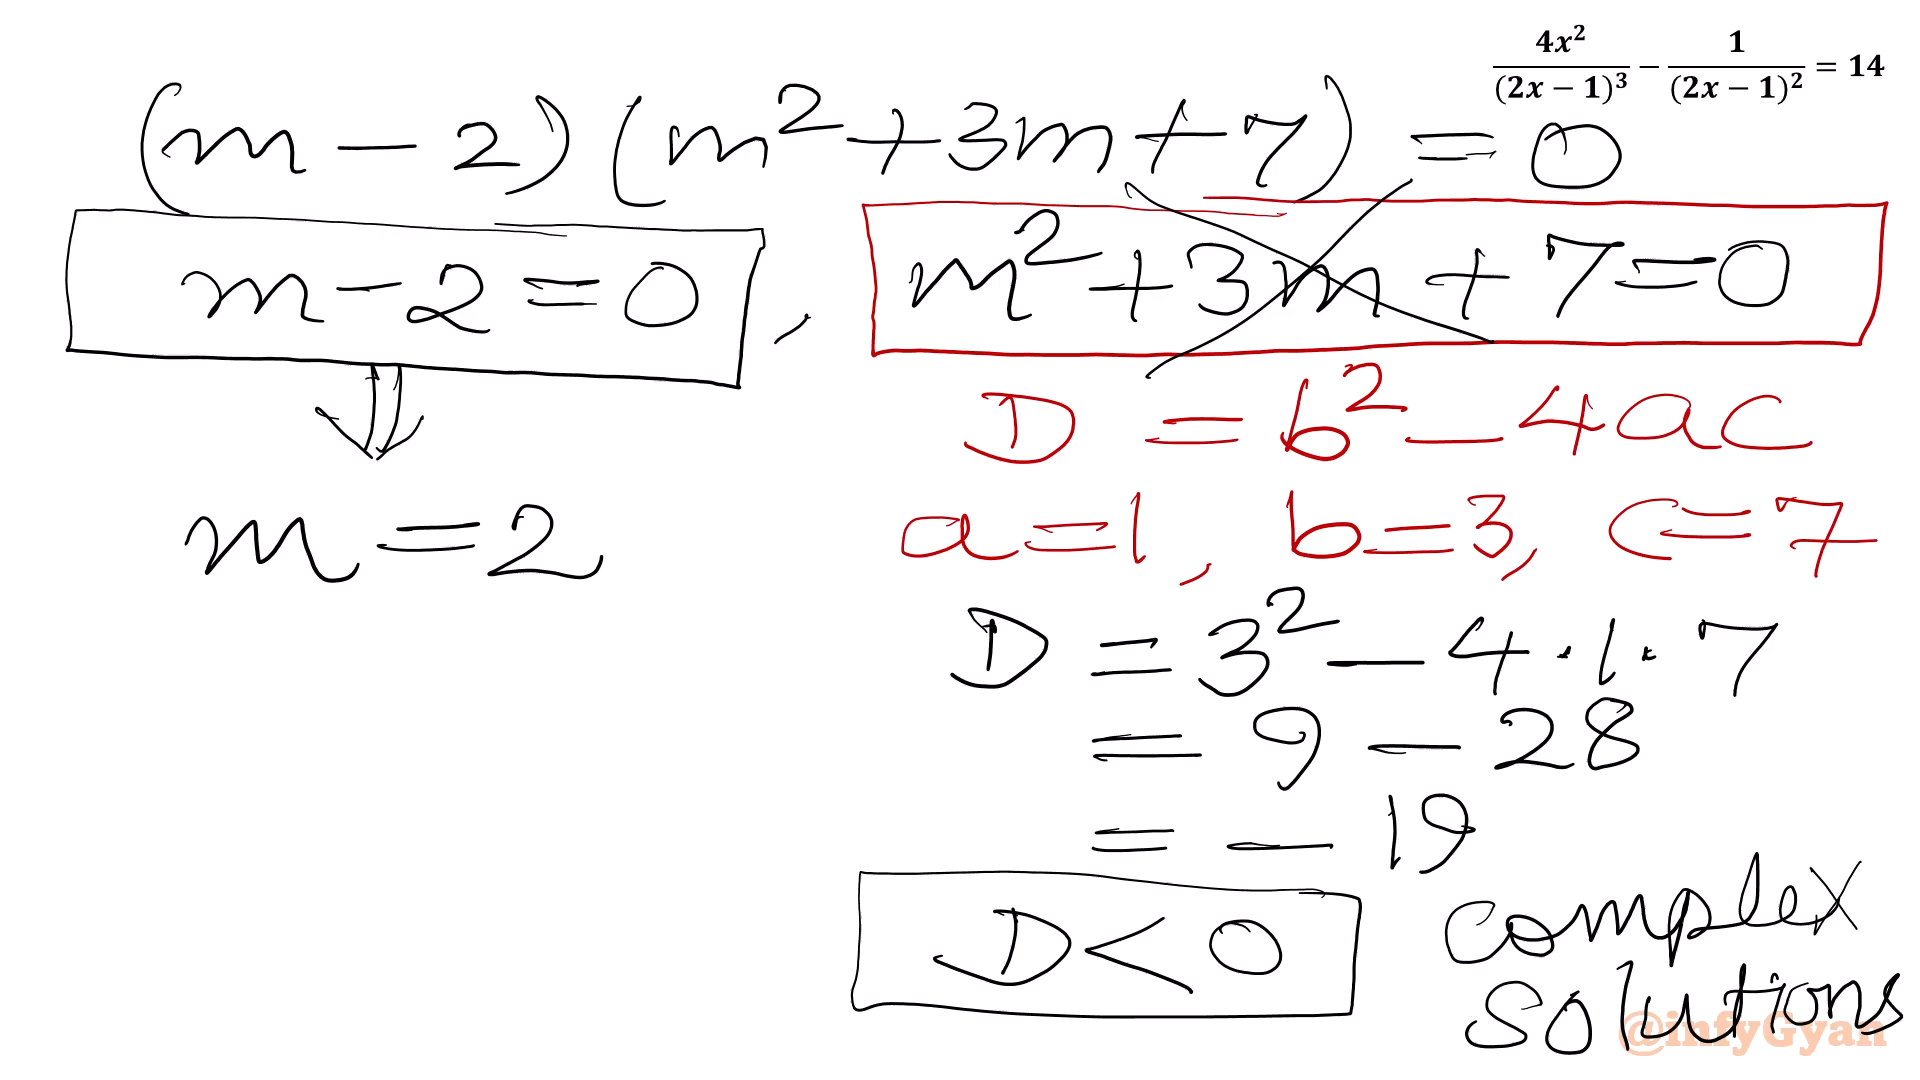 4x²/(2x − 1)³ − 1/(2x − 1)² = 14
(m − 2)(m² + 3m + 7) = 0
m − 2 = 0 , m² + 3m + 7 = 0
D = b² − 4ac
m = 2
a = 1, b = 3, c = 7
D = 3² − 4 · 1 · 7
= 9 − 28
= − 19
D < 0
complex
solutions
@infyGyan